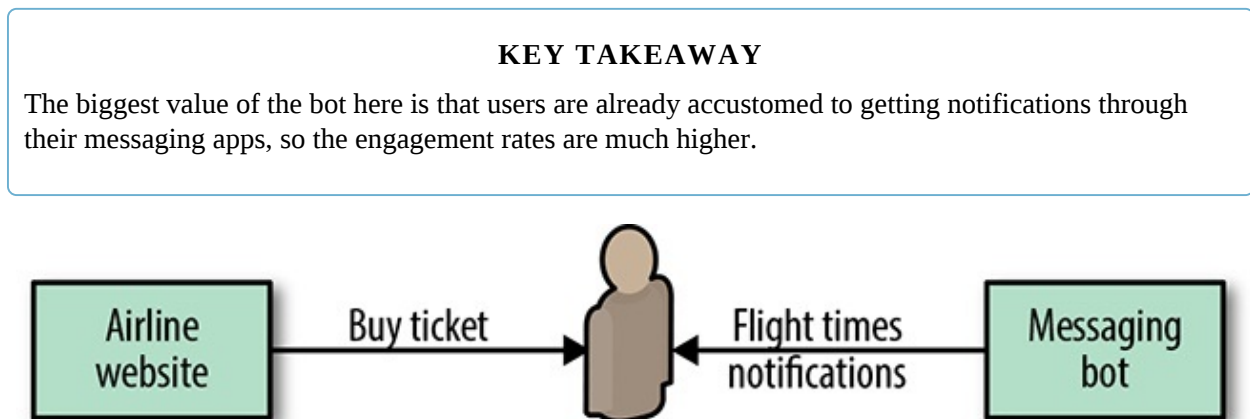 KEY TAKEAWAY
The biggest value of the bot here is that users are already accustomed to getting notifications through
their messaging apps, so the engagement rates are much higher.
Airline
website
Buy ticket
Flight times
notifications
Messaging
bot